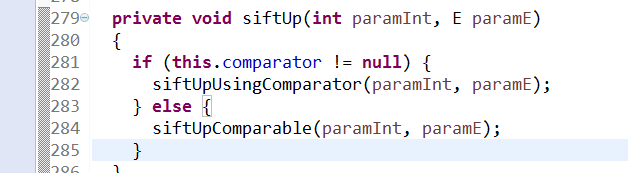 279 private void siftUp(int paramInt, E paramE)
280 {
281 if (this.comparator != null) {
282 siftUpUsingComparator(paramInt, paramE);
283 } else {
284 siftUpComparable(paramInt, paramE);
285 }
286 }